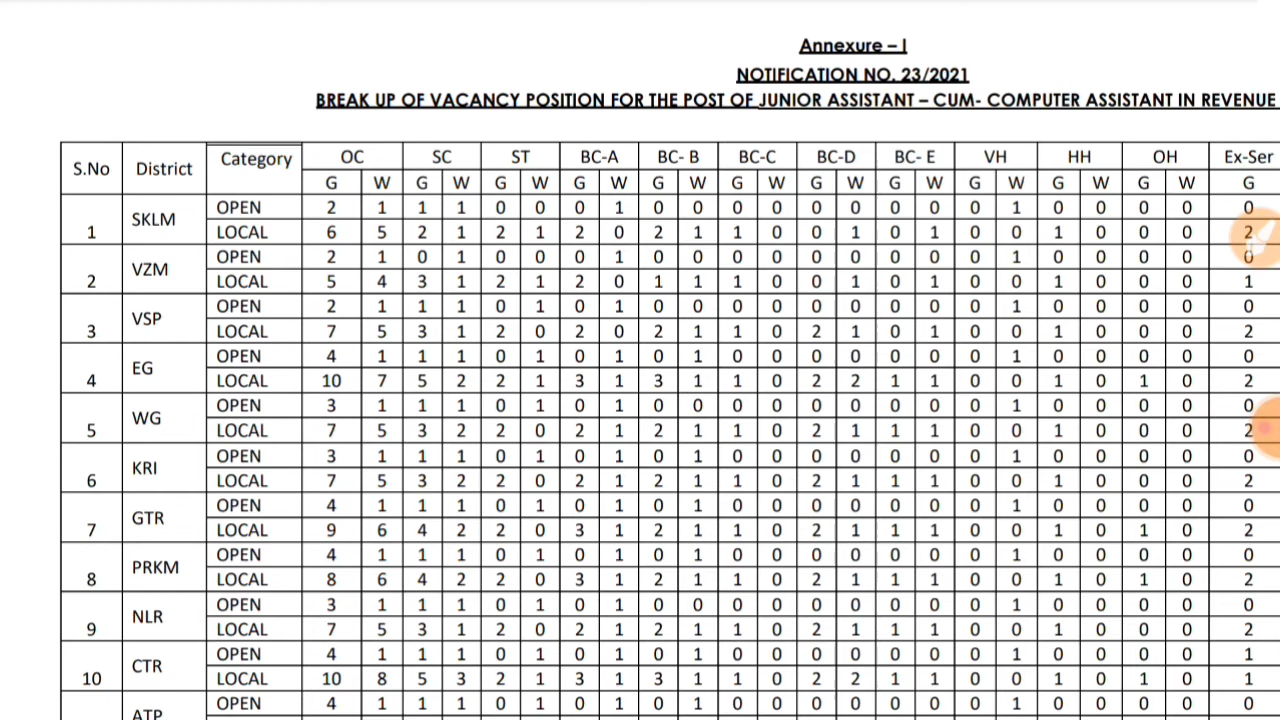 Annexure – I
NOTIFICATION NO. 23/2021
BREAK UP OF VACANCY POSITION FOR THE POST OF JUNIOR ASSISTANT – CUM- COMPUTER ASSISTANT IN REVENUE
S.No District Category OC SC ST BC-A BC- B BC-C BC-D BC- E VH HH OH Ex-Ser
G W G W G W G W G W G W G W G W G W G W G W G
1 SKLM OPEN 2 1 1 1 0 0 0 1 0 0 0 0 0 0 0 0 0 1 0 0 0 0 0
LOCAL 6 5 2 1 2 1 2 0 2 1 1 0 0 1 0 1 0 0 1 0 0 0 2
2 VZM OPEN 2 1 0 1 0 0 0 1 0 0 0 0 0 0 0 0 0 1 0 0 0 0 0
LOCAL 5 4 3 1 2 1 2 0 1 1 1 0 0 1 0 1 0 0 1 0 0 0 1
3 VSP OPEN 2 1 1 1 0 1 0 1 0 0 0 0 0 0 0 0 0 1 0 0 0 0 0
LOCAL 7 5 3 1 2 0 2 0 2 1 1 0 2 1 0 1 0 0 1 0 0 0 2
4 EG OPEN 4 1 1 1 0 1 0 1 0 1 0 0 0 0 0 0 0 1 0 0 0 0 0
LOCAL 10 7 5 2 2 1 3 1 3 1 1 0 2 2 1 1 0 0 1 0 1 0 2
5 WG OPEN 3 1 1 1 0 1 0 1 0 0 0 0 0 0 0 0 0 1 0 0 0 0 0
LOCAL 7 5 3 2 2 0 2 1 2 1 1 0 2 1 1 1 0 0 1 0 0 0 2
6 KRI OPEN 3 1 1 1 0 1 0 1 0 1 0 0 0 0 0 0 0 1 0 0 0 0 0
LOCAL 7 5 3 2 2 0 2 1 2 1 1 0 2 1 1 1 0 0 1 0 0 0 2
7 GTR OPEN 4 1 1 1 0 1 0 1 0 1 0 0 0 0 0 0 0 1 0 0 0 0 0
LOCAL 9 6 4 2 2 0 3 1 2 1 1 0 2 1 1 1 0 0 1 0 1 0 2
8 PRKM OPEN 4 1 1 1 0 1 0 1 0 1 0 0 0 0 0 0 0 1 0 0 0 0 0
LOCAL 8 6 4 2 2 0 3 1 2 1 1 0 2 1 1 1 0 0 1 0 1 0 2
9 NLR OPEN 3 1 1 1 0 1 0 1 0 0 0 0 0 0 0 0 0 1 0 0 0 0 0
LOCAL 7 5 3 1 2 0 2 1 2 1 1 0 2 1 1 1 0 0 1 0 0 0 2
10 CTR OPEN 4 1 1 1 0 1 0 1 0 1 0 0 0 0 0 0 0 1 0 0 0 0 1
LOCAL 10 8 5 3 2 1 3 1 3 1 1 0 2 2 1 1 0 0 1 0 1 0 1
ATP OPEN 4 1 1 1 0 1 0 1 0 1 0 0 0 0 0 0 0 1 0 0 0 0 0